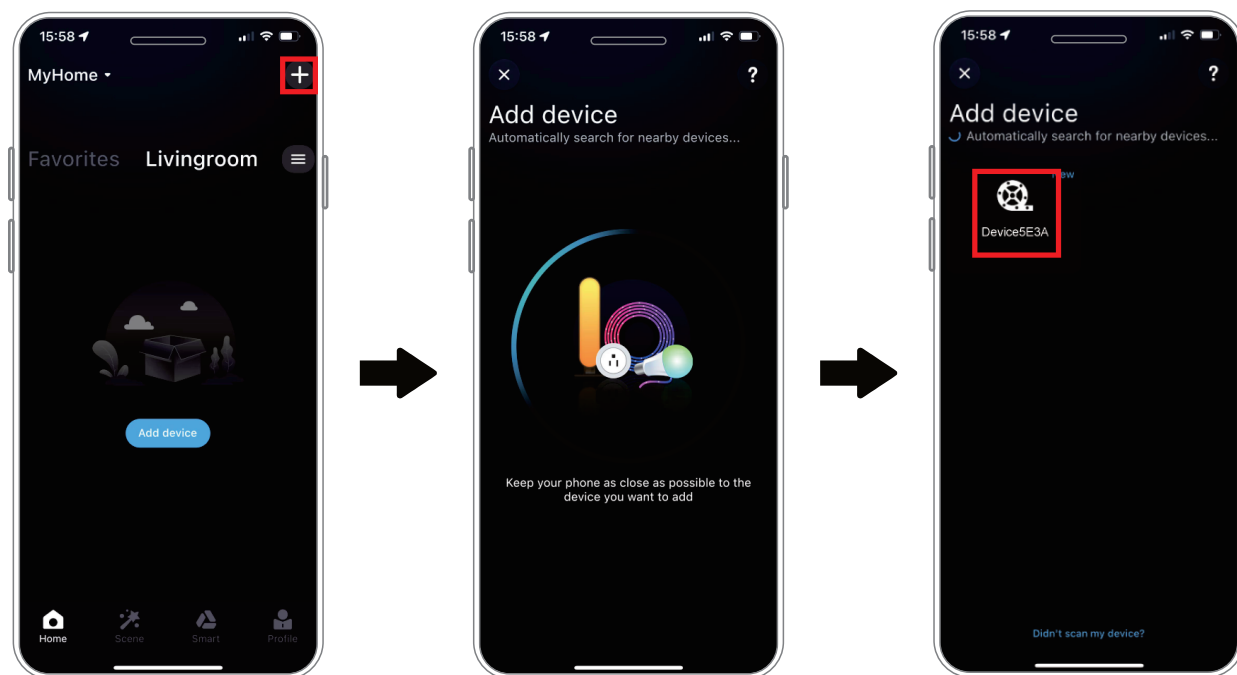 15:58
MyHome
Favorites Livingroom
Add device
Home Scene Smart Profile
15:58
?
Add device
Automatically search for nearby devices...
Keep your phone as close as possible to the
device you want to add
15:58
?
Add device
Automatically search for nearby devices...
New
Device5E3A
Didn't scan my device?